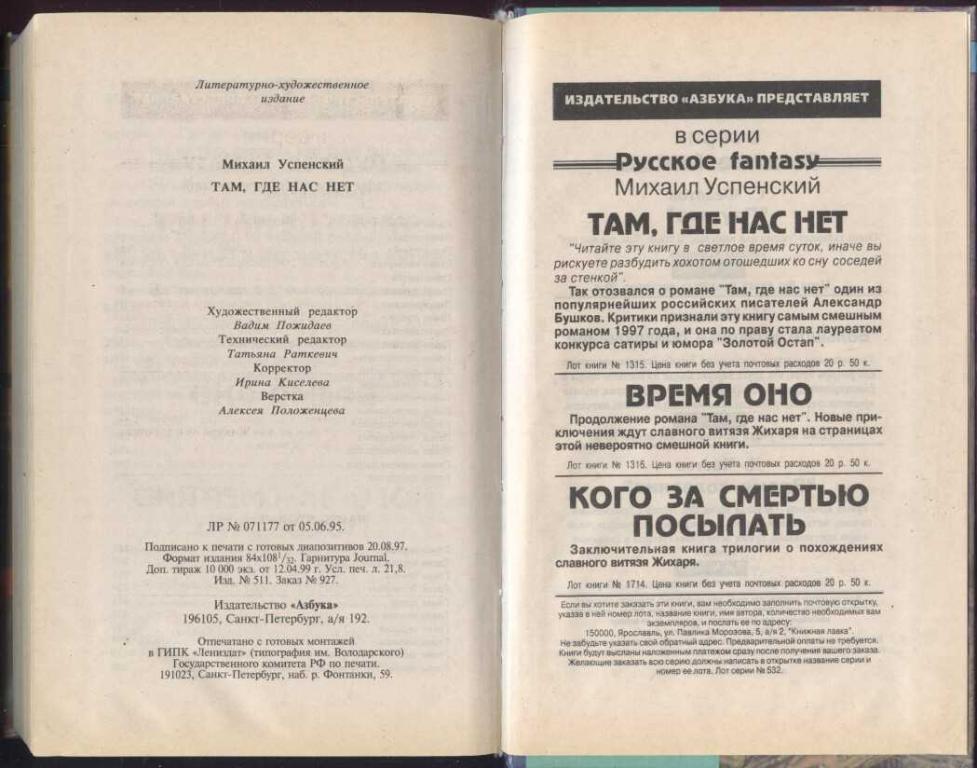 Литературно-художественное
издание
Михаил Успенский
ТАМ, ГДЕ НАС НЕТ
Художественный редактор
Вадим Пожидаев
Технический редактор
Татьяна Раткевич
Корректор
Ирина Киселева
Верстка
Алексея Положенцева
ЛР № 071177 от 05.06.95.
Подписано к печати с готовых диапозитивов 20.08.97.
Формат издания 84х108¹/₃₂. Гарнитура Journal.
Доп. тираж 10 000 экз. от 12.04.99 г. Усл. печ. л. 21,8.
Изд. № 511. Заказ № 927.
Издательство «Азбука»
196105, Санкт-Петербург, а/я 192.
Отпечатано с готовых монтажей
в ГИПК «Лениздат» (типография им. Володарского)
Государственного комитета РФ по печати.
191023, Санкт-Петербург, наб. р. Фонтанки, 59.
ИЗДАТЕЛЬСТВО «АЗБУКА» ПРЕДСТАВЛЯЕТ
в серии
Русское fantasy
Михаил Успенский
ТАМ, ГДЕ НАС НЕТ
"Читайте эту книгу в светлое время суток, иначе вы
рискуете разбудить хохотом отошедших ко сну соседей
за стенкой".
Так отозвался о романе "Там, где нас нет" один из
популярнейших российских писателей Александр
Бушков. Критики признали эту книгу самым смешным
романом 1997 года, и она по праву стала лауреатом
конкурса сатиры и юмора "Золотой Остап".
Лот книги № 1315. Цена книги без учета почтовых расходов 20 р. 50 к.
ВРЕМЯ ОНО
Продолжение романа "Там, где нас нет". Новые при-
ключения ждут славного витязя Жихаря на страницах
этой невероятно смешной книги.
Лот книги № 1316. Цена книги без учета почтовых расходов 20 р. 50 к.
КОГО ЗА СМЕРТЬЮ
ПОСЫЛАТЬ
Заключительная книга трилогии о похождениях
славного витязя Жихаря.
Лот книги № 1714. Цена книги без учета почтовых расходов 20 р. 50 к.
Если вы хотите заказать эти книги, вам необходимо заполнить почтовую открытку,
указав в ней номер лота, название книги, имя автора, количество необходимых вам
экземпляров, и послать ее по адресу:
150000, Ярославль, ул. Павлика Морозова, 5, а/я 2, "Книжная лавка".
Не забудьте указать свой обратный адрес. Предварительной оплаты не требуется.
Книги будут высланы наложенным платежом сразу после получения вашего заказа.
Желающие заказать всю серию должны написать в открытке название серии и
номер ее лота. Лот серии № 532.